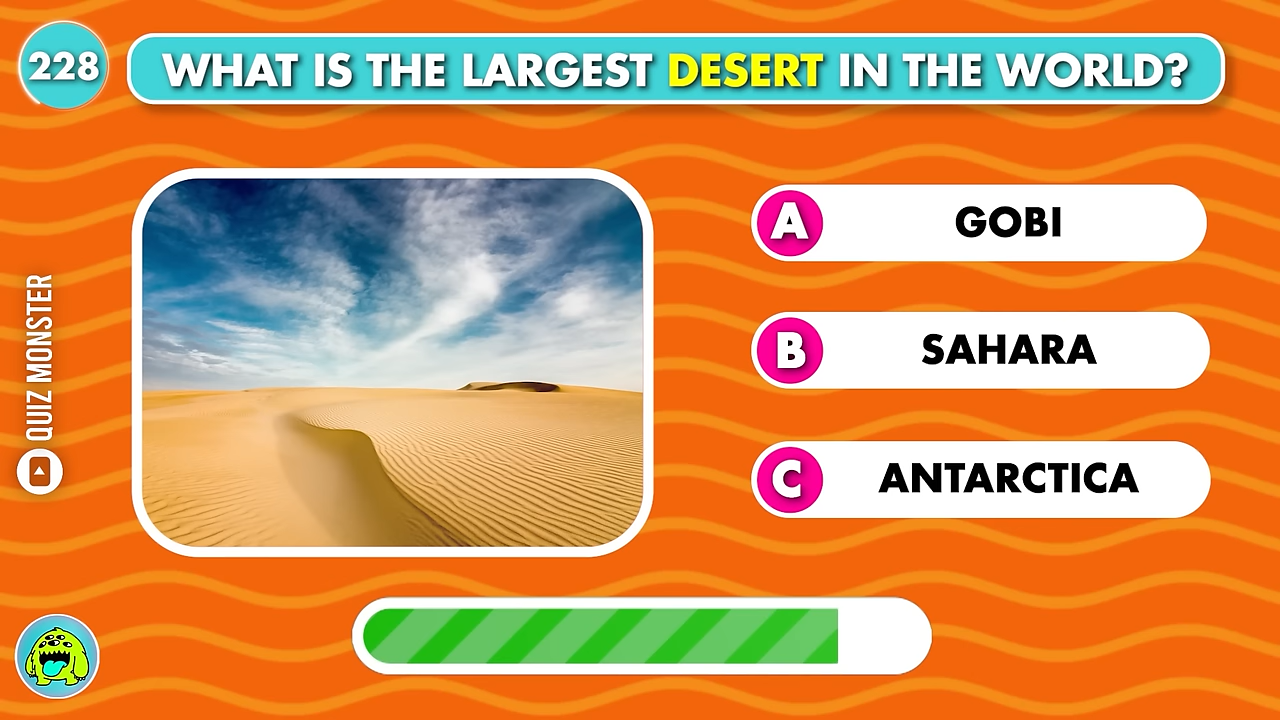 228
WHAT IS THE LARGEST DESERT IN THE WORLD?
A GOBI
B SAHARA
C ANTARCTICA
QUIZ MONSTER